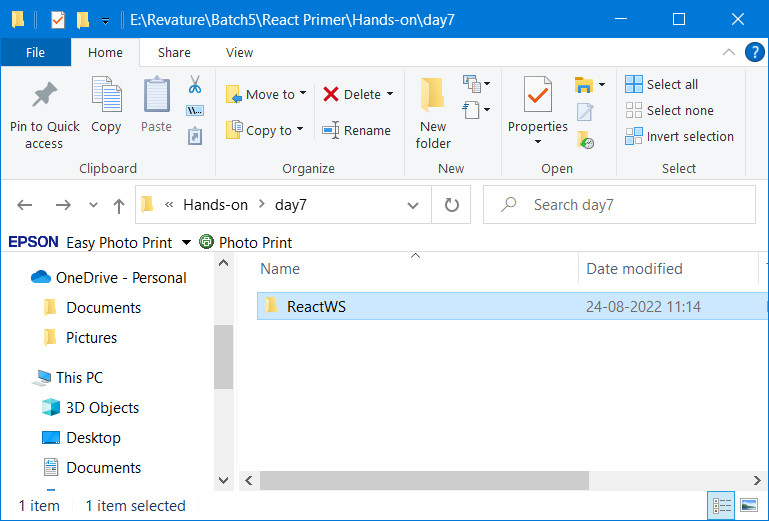 E:\Revature\Batch5\React Primer\Hands-on\day7
File Home Share View
Pin to Quick access
Copy
Paste
Move to
Copy to
Delete
Rename
New folder
Properties
Select all
Select none
Invert selection
Clipboard Organize New Open Select
« Hands-on > day7
Search day7
EPSON Easy Photo Print Photo Print
OneDrive - Personal
Documents
Pictures
This PC
3D Objects
Desktop
Documents
Name Date modified
ReactWS 24-08-2022 11:14
1 item 1 item selected